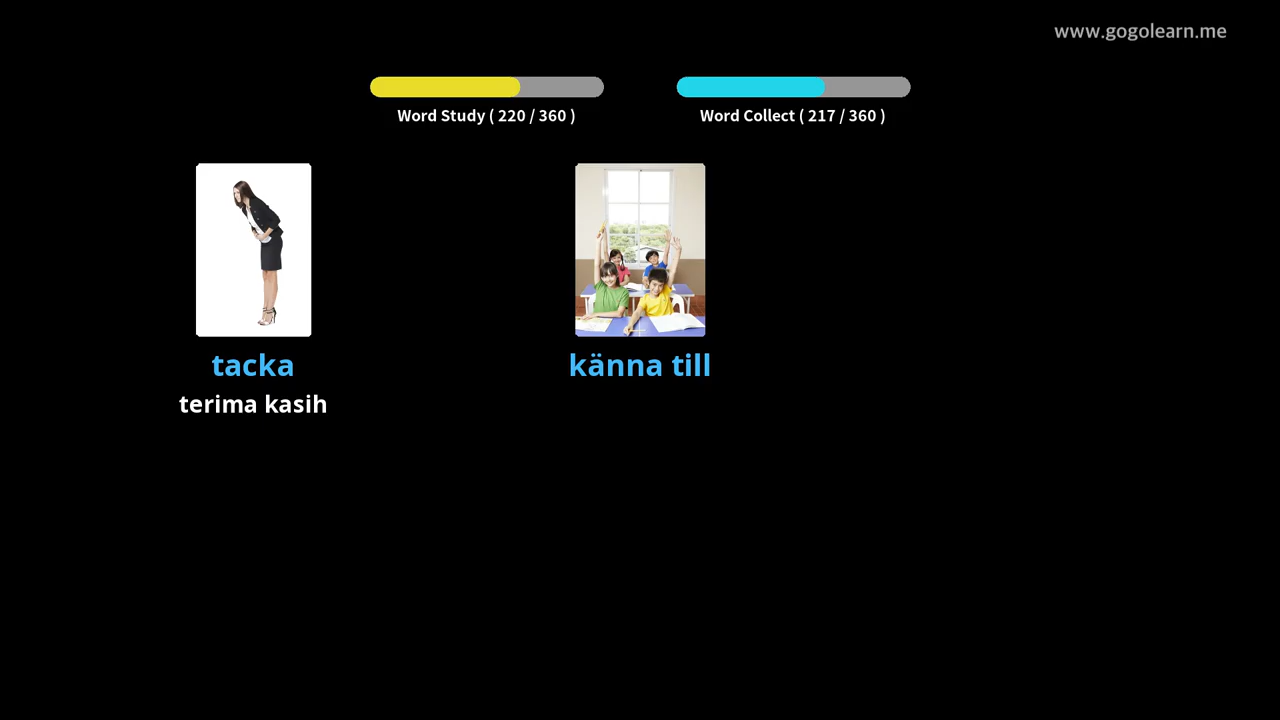 www.gogolearn.me
Word Study ( 220 / 360 )
Word Collect ( 217 / 360 )
tacka
känna till
terima kasih